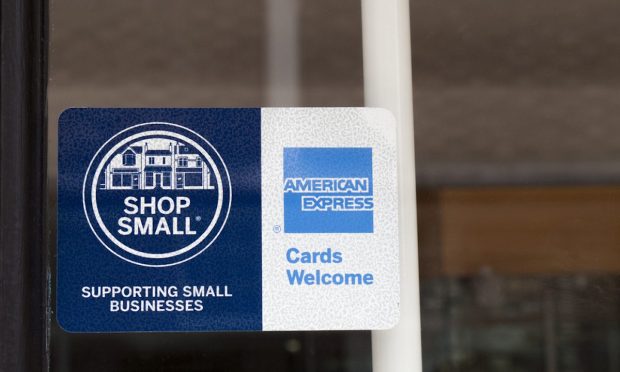 SHOP
SMALL®
SUPPORTING SMALL
BUSINESSES
AMERICAN
EXPRESS
®
Cards
Welcome